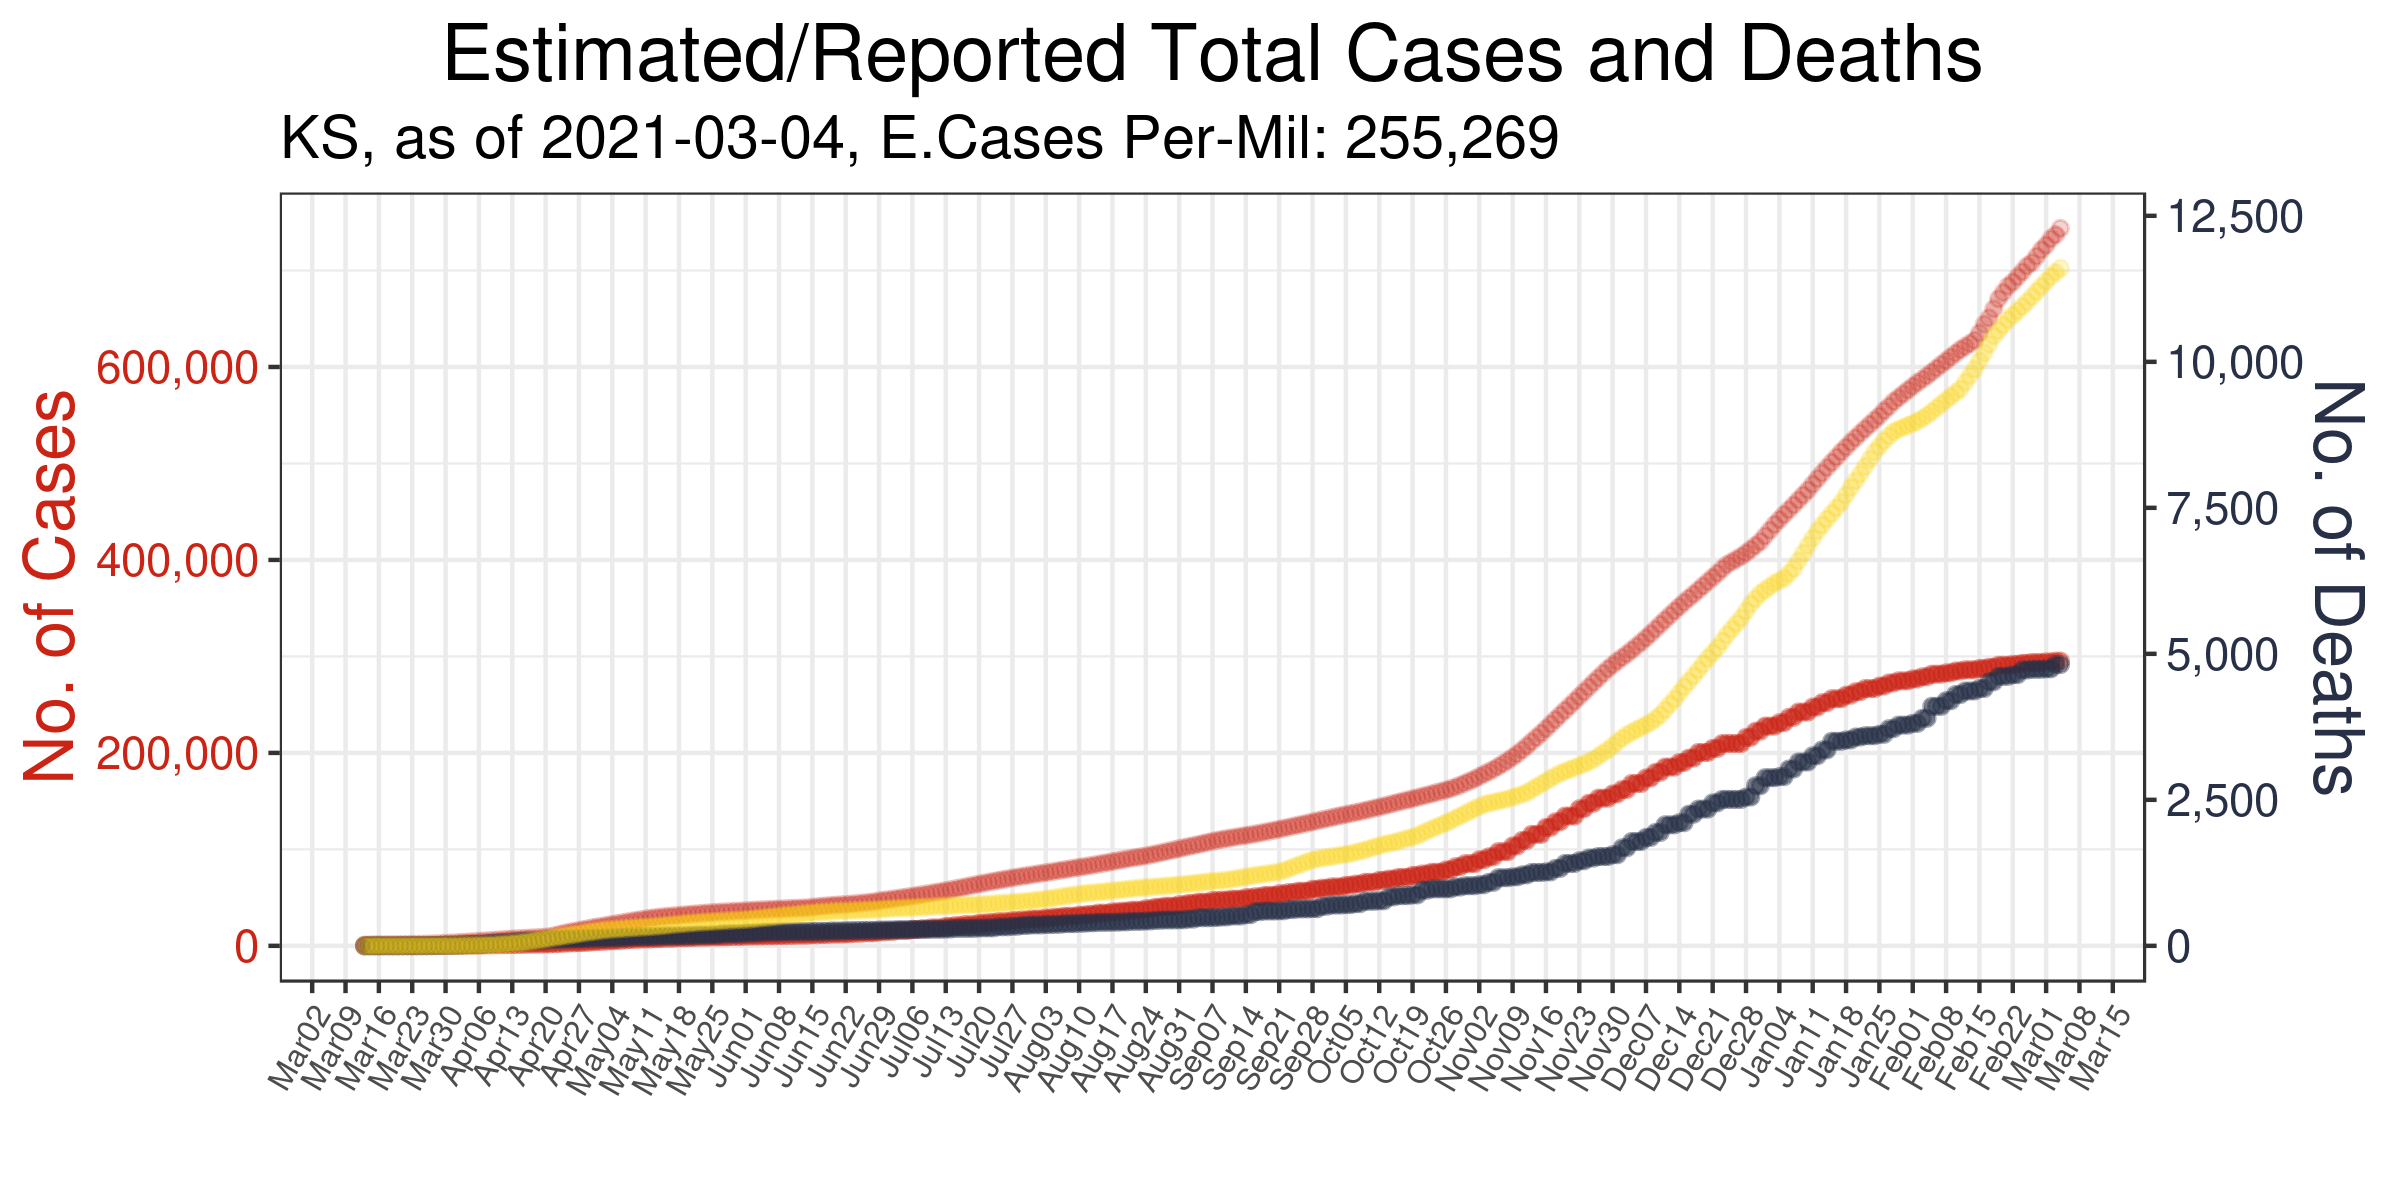 Estimated/Reported Total Cases and Deaths
KS, as of 2021-03-04, E.Cases Per-Mil: 255,269
No. of Cases
600,000
400,000
200,000
0
12,500
10,000
7,500
5,000
2,500
0
No. of Deaths
Mar02
Mar09
Mar16
Mar23
Mar30
Apr06
Apr13
Apr20
Apr27
May04
May11
May18
May25
Jun01
Jun08
Jun15
Jun22
Jun29
Jul06
Jul13
Jul20
Jul27
Aug03
Aug10
Aug17
Aug24
Aug31
Sep07
Sep14
Sep21
Sep28
Oct05
Oct12
Oct19
Oct26
Nov02
Nov09
Nov16
Nov23
Nov30
Dec07
Dec14
Dec21
Dec28
Jan04
Jan11
Jan18
Jan25
Feb01
Feb08
Feb15
Feb22
Mar01
Mar08
Mar15